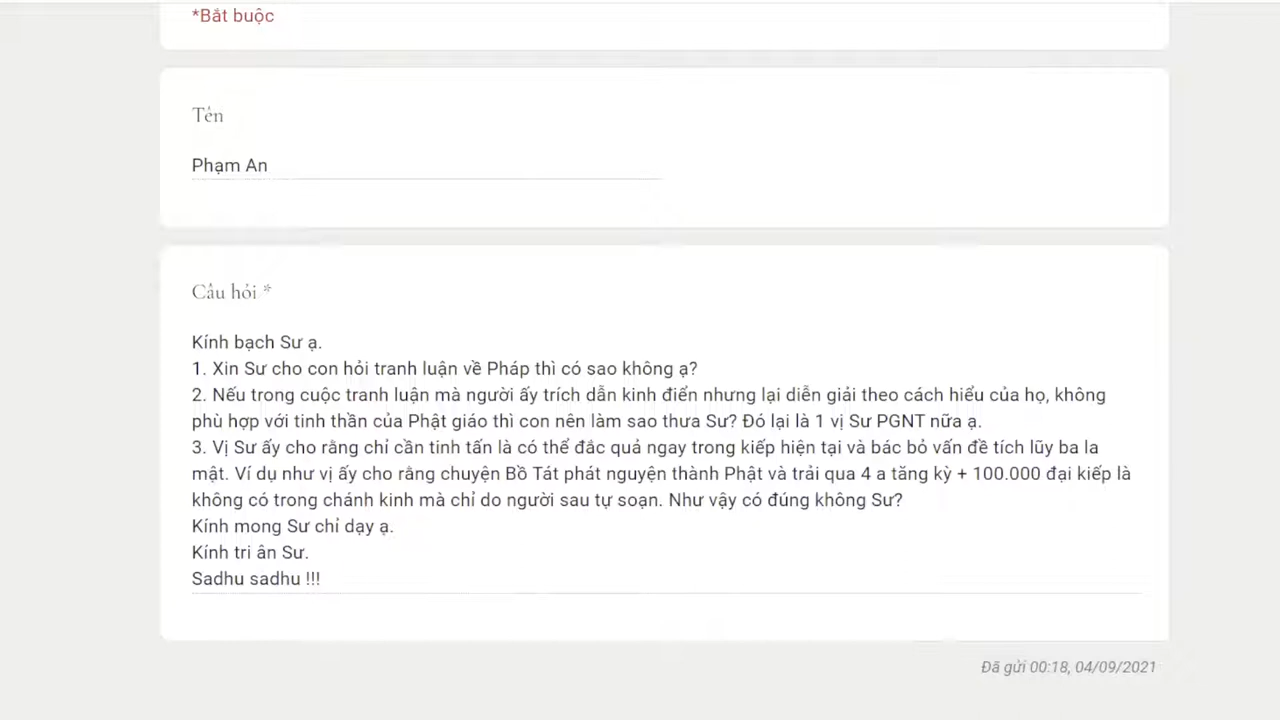 *Bắt buộc
Tên
Phạm An
Câu hỏi *
Kính bạch Sư ạ.
1. Xin Sư cho con hỏi tranh luận về Pháp thì có sao không ạ?
2. Nếu trong cuộc tranh luận mà người ấy trích dẫn kinh điển nhưng lại diễn giải theo cách hiểu của họ, không
phù hợp với tinh thần của Phật giáo thì con nên làm sao thưa Sư? Đó lại là 1 vị Sư PGNT nữa ạ.
3. Vị Sư ấy cho rằng chỉ cần tinh tấn là có thể đắc quả ngay trong kiếp hiện tại và bác bỏ vấn đề tích lũy ba la
mật. Ví dụ như vị ấy cho rằng chuyện Bồ Tát phát nguyện thành Phật và trải qua 4 a tăng kỳ + 100.000 đại kiếp là
không có trong chánh kinh mà chỉ do người sau tự soạn. Như vậy có đúng không Sư?
Kính mong Sư chỉ dạy ạ.
Kính tri ân Sư.
Sadhu sadhu !!!
Đã gửi 00:18, 04/09/2021